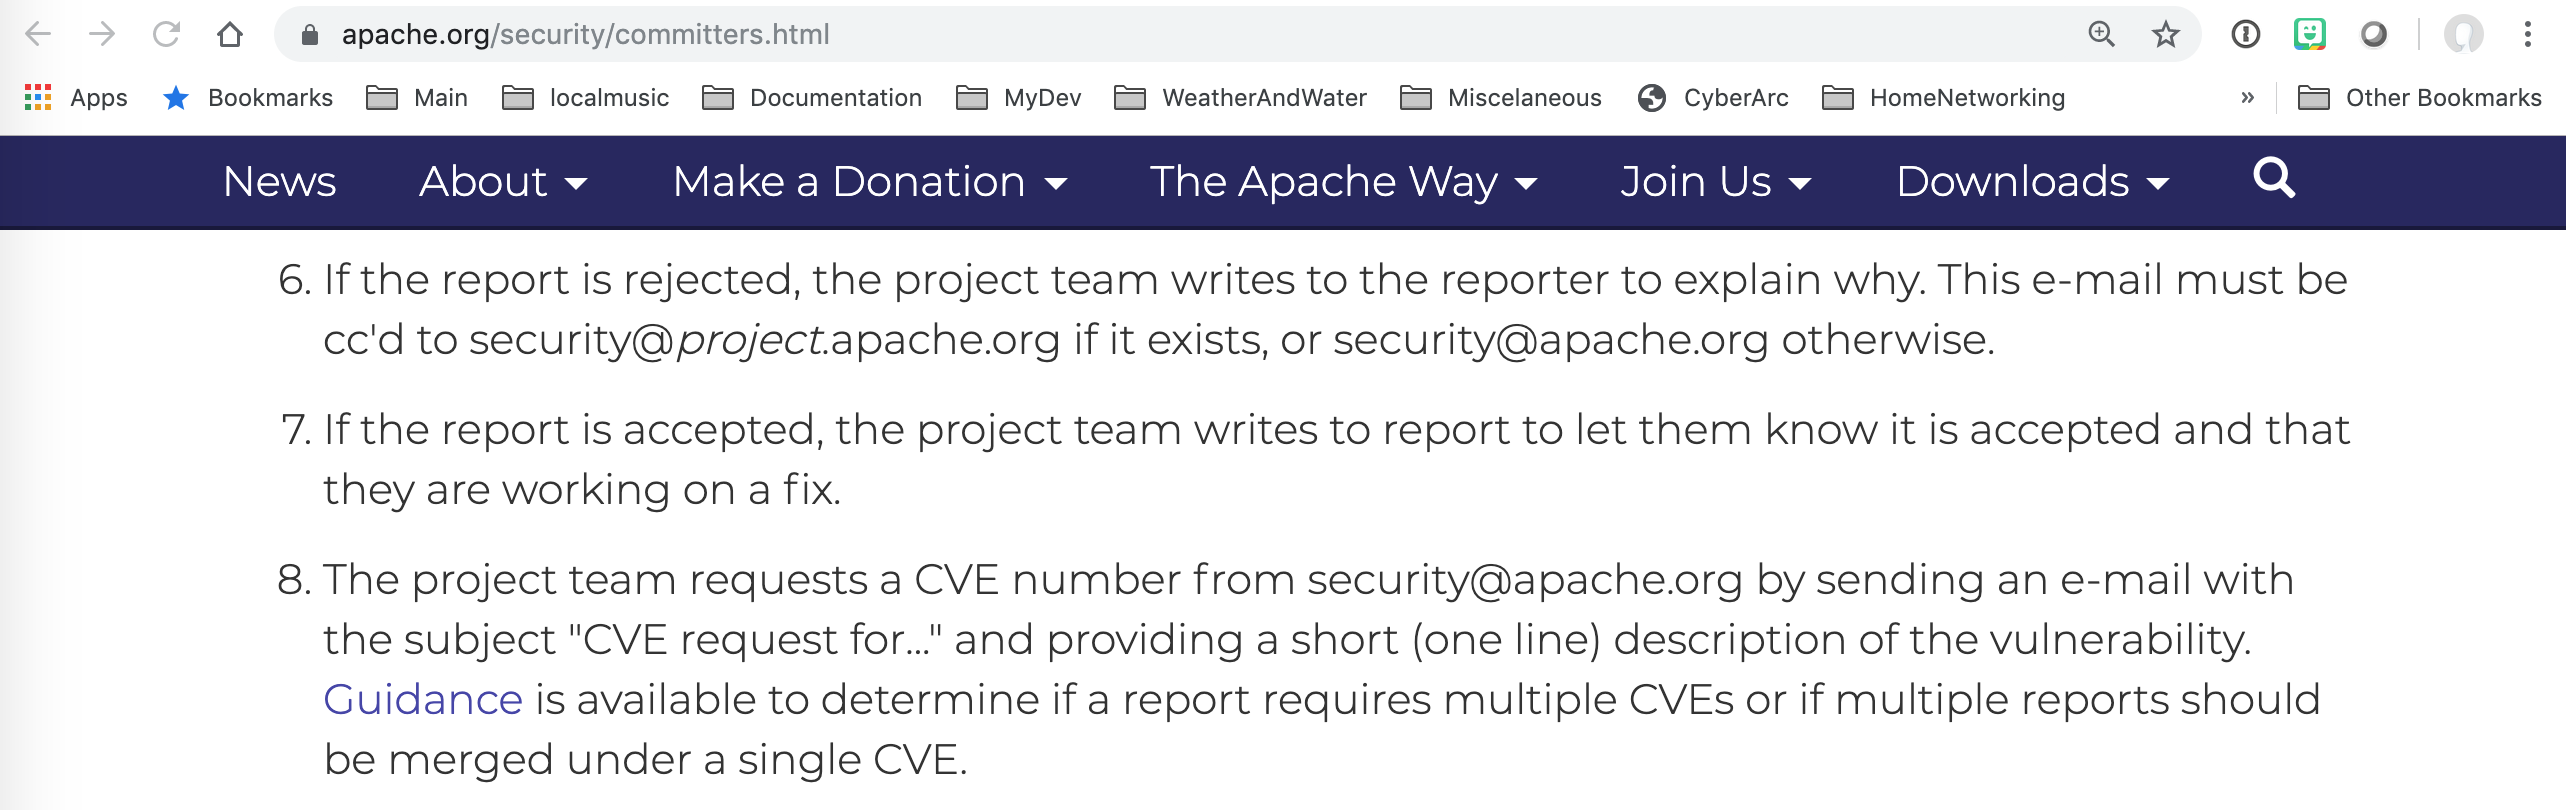 apache.org/security/committers.html
Apps Bookmarks Main localmusic Documentation MyDev WeatherAndWater Miscelaneous CyberArc HomeNetworking » Other Bookmarks
News About Make a Donation The Apache Way Join Us Downloads
6. If the report is rejected, the project team writes to the reporter to explain why. This e-mail must be
cc'd to security@project.apache.org if it exists, or security@apache.org otherwise.
7. If the report is accepted, the project team writes to report to let them know it is accepted and that
they are working on a fix.
8. The project team requests a CVE number from security@apache.org by sending an e-mail with
the subject "CVE request for..." and providing a short (one line) description of the vulnerability.
Guidance is available to determine if a report requires multiple CVEs or if multiple reports should
be merged under a single CVE.